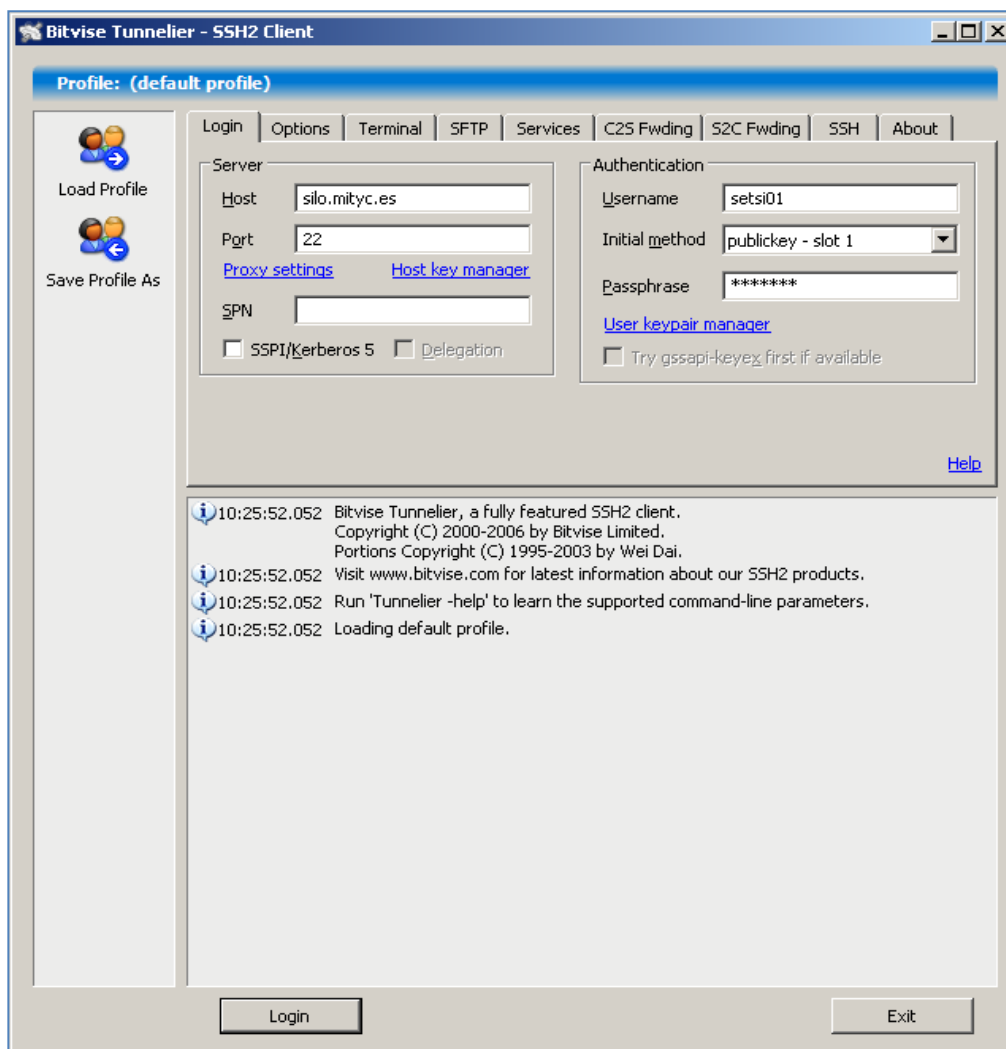 Bitvise Tunnelier - SSH2 Client
Profile: (default profile)
Load Profile
Save Profile As
Login Options Terminal SFTP Services C2S Fwding S2C Fwding SSH About
Server
Host silo.mityc.es
Port 22
Proxy settings Host key manager
SPN
SSPI/Kerberos 5 Delegation
Authentication
Username setsi01
Initial method publickey - slot 1
Passphrase *******
User keypair manager
Try gssapi-keyex first if available
Help
10:25:52.052 Bitvise Tunnelier, a fully featured SSH2 client.
Copyright (C) 2000-2006 by Bitvise Limited.
Portions Copyright (C) 1995-2003 by Wei Dai.
10:25:52.052 Visit www.bitvise.com for latest information about our SSH2 products.
10:25:52.052 Run 'Tunnelier -help' to learn the supported command-line parameters.
10:25:52.052 Loading default profile.
Login Exit